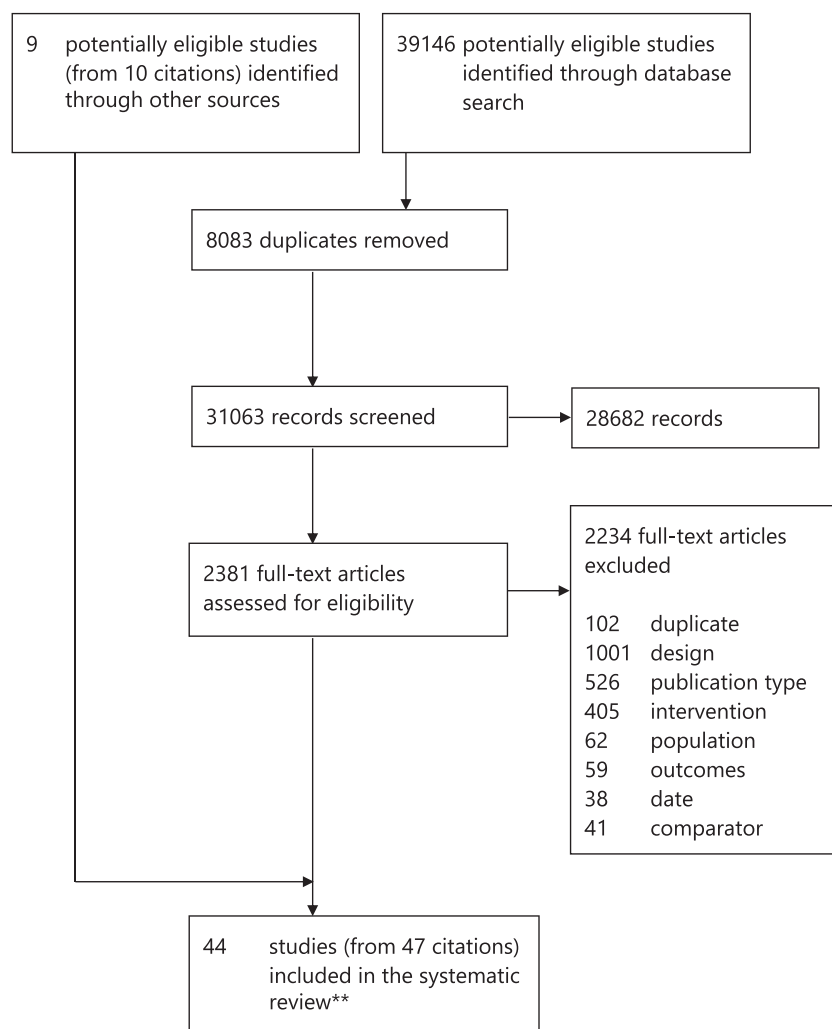 9 potentially eligible studies
(from 10 citations) identified
through other sources
39146 potentially eligible studies
identified through database
search
8083 duplicates removed
31063 records screened
28682 records
2381 full-text articles
assessed for eligibility
2234 full-text articles
excluded
102 duplicate
1001 design
526 publication type
405 intervention
62 population
59 outcomes
38 date
41 comparator
44 studies (from 47 citations)
included in the systematic
review**